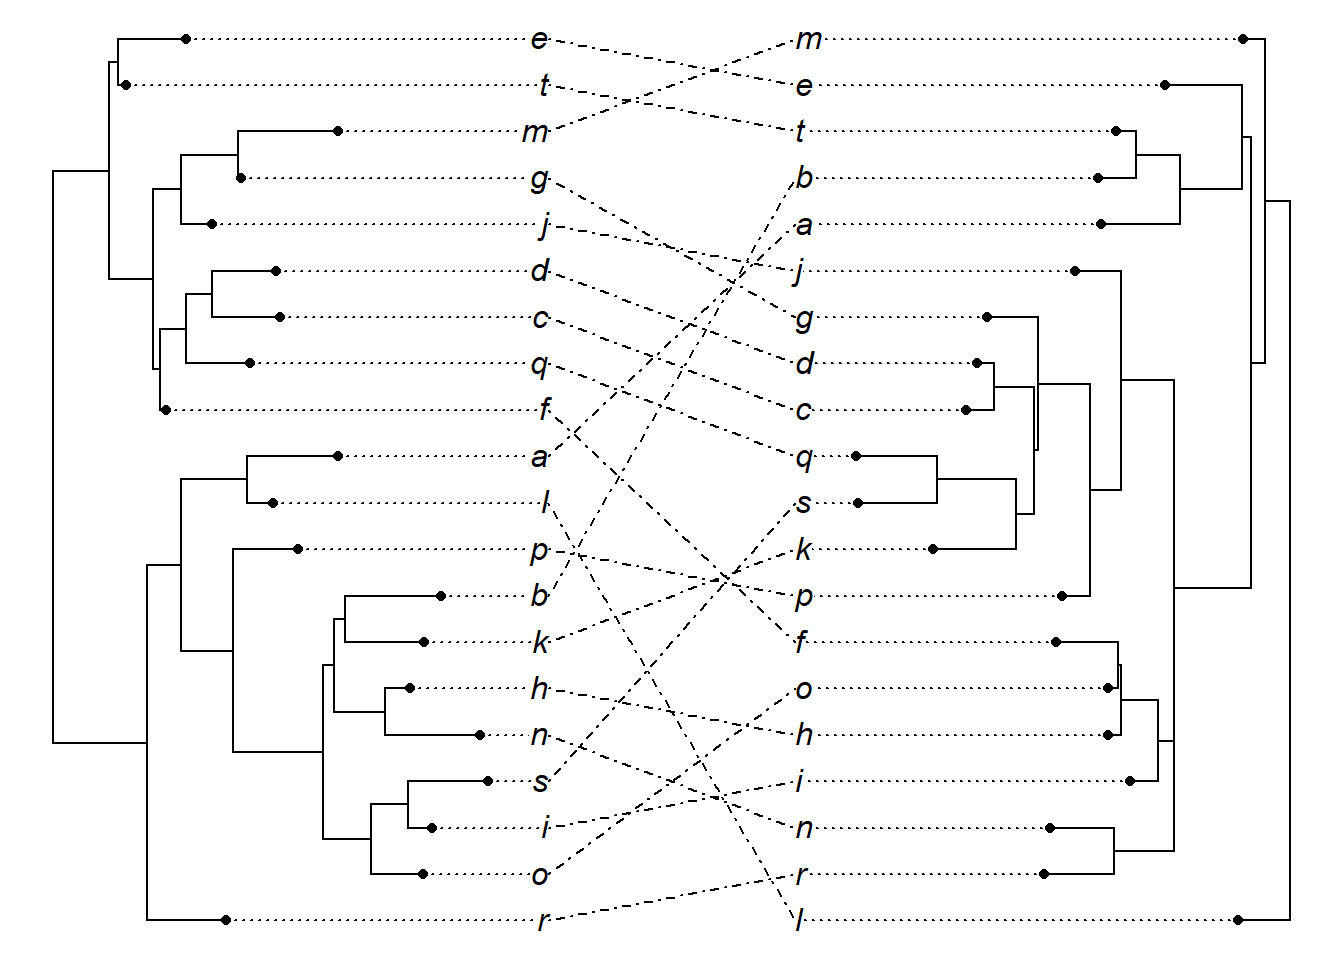 e m
t e
m t
g b
j a
d j
c g
q d
f c
a q
l s
p k
b p
k f
h o
n h
s i
i n
o r
r l